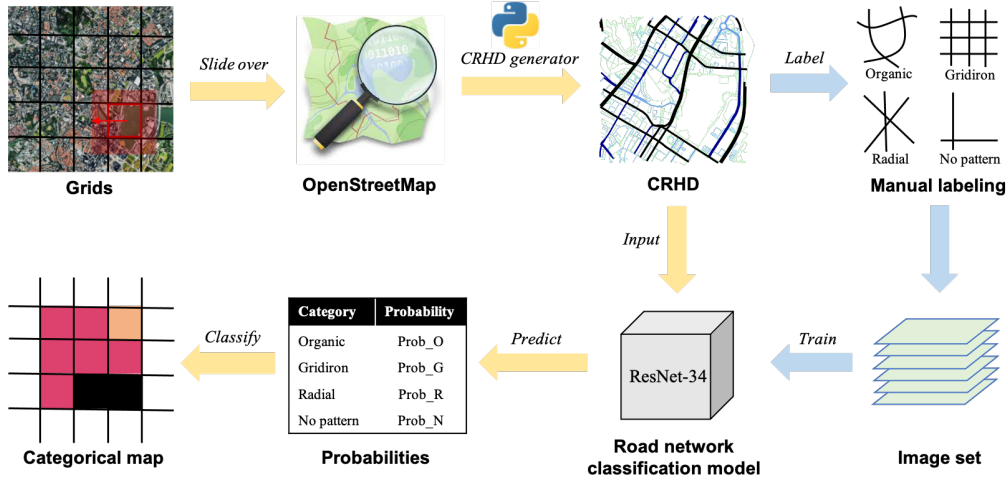 Slide over
CRHD generator
Label
Organic
Gridiron
Radial
No pattern
Grids
OpenStreetMap
CRHD
Manual labeling
Input
Classify
Category Probability
Organic Prob_O
Gridiron Prob_G
Radial Prob_R
No pattern Prob_N
Predict
ResNet-34
Train
Categorical map
Probabilities
Road network
classification model
Image set